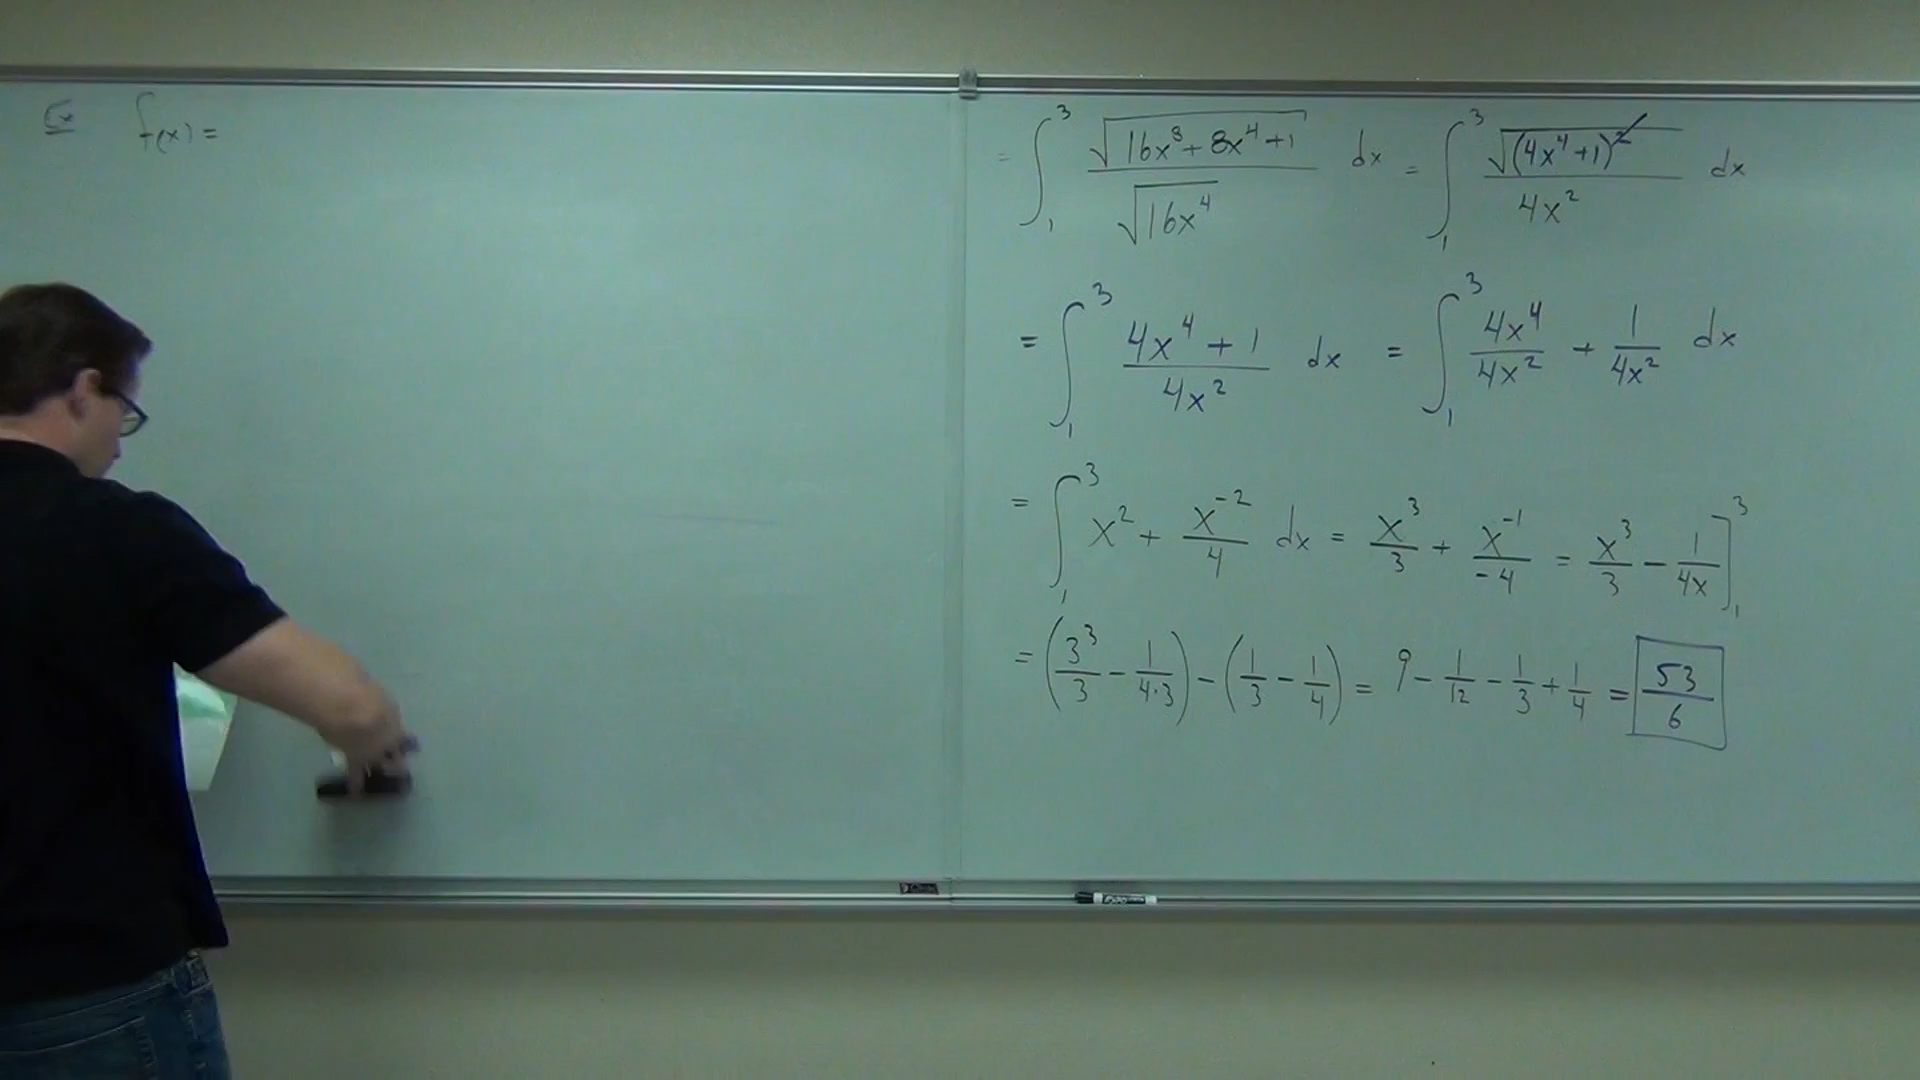 Ex f(x) =
= ∫₁³ √(16x⁸ + 8x⁴ + 1) / √(16x⁴) dx = ∫₁³ √((4x⁴ + 1)²) / 4x² dx
= ∫₁³ (4x⁴ + 1) / 4x² dx = ∫₁³ 4x⁴/4x² + 1/4x² dx
= ∫₁³ x² + x⁻²/4 dx = x³/3 + x⁻¹/-4 = x³/3 - 1/4x ]₁³
= (3³/3 - 1/4·3) - (1/3 - 1/4) = 9 - 1/12 - 1/3 + 1/4 = 53/6